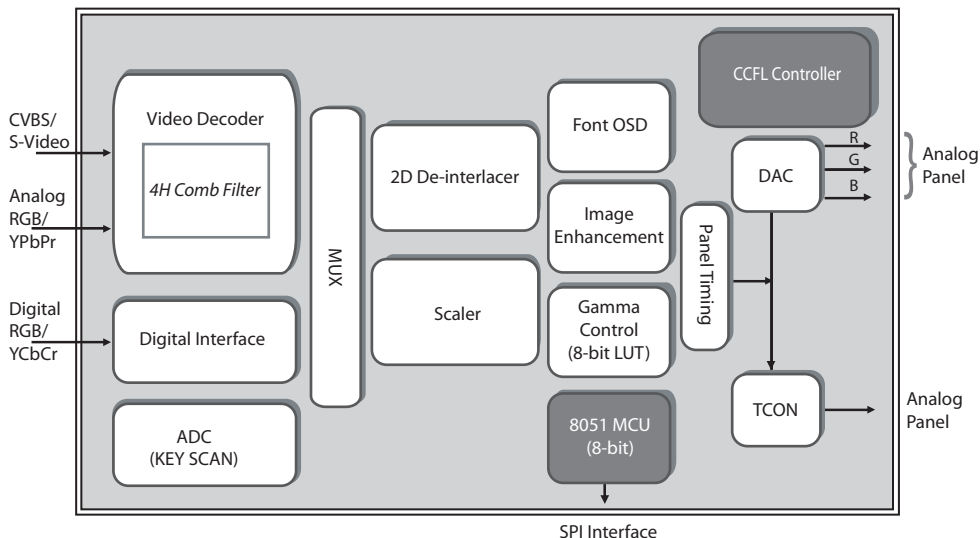 CVBS/
S-Video
Analog
RGB/
YPbPr
Digital
RGB/
YCbCr
Video Decoder
4H Comb Filter
Digital Interface
ADC
(KEY SCAN)
MUX
2D De-interlacer
Scaler
Font OSD
Image
Enhancement
Gamma
Control
(8-bit LUT)
8051 MCU
(8-bit)
SPI Interface
Panel Timing
CCFL Controller
DAC
R
G
B
Analog
Panel
TCON
Analog
Panel